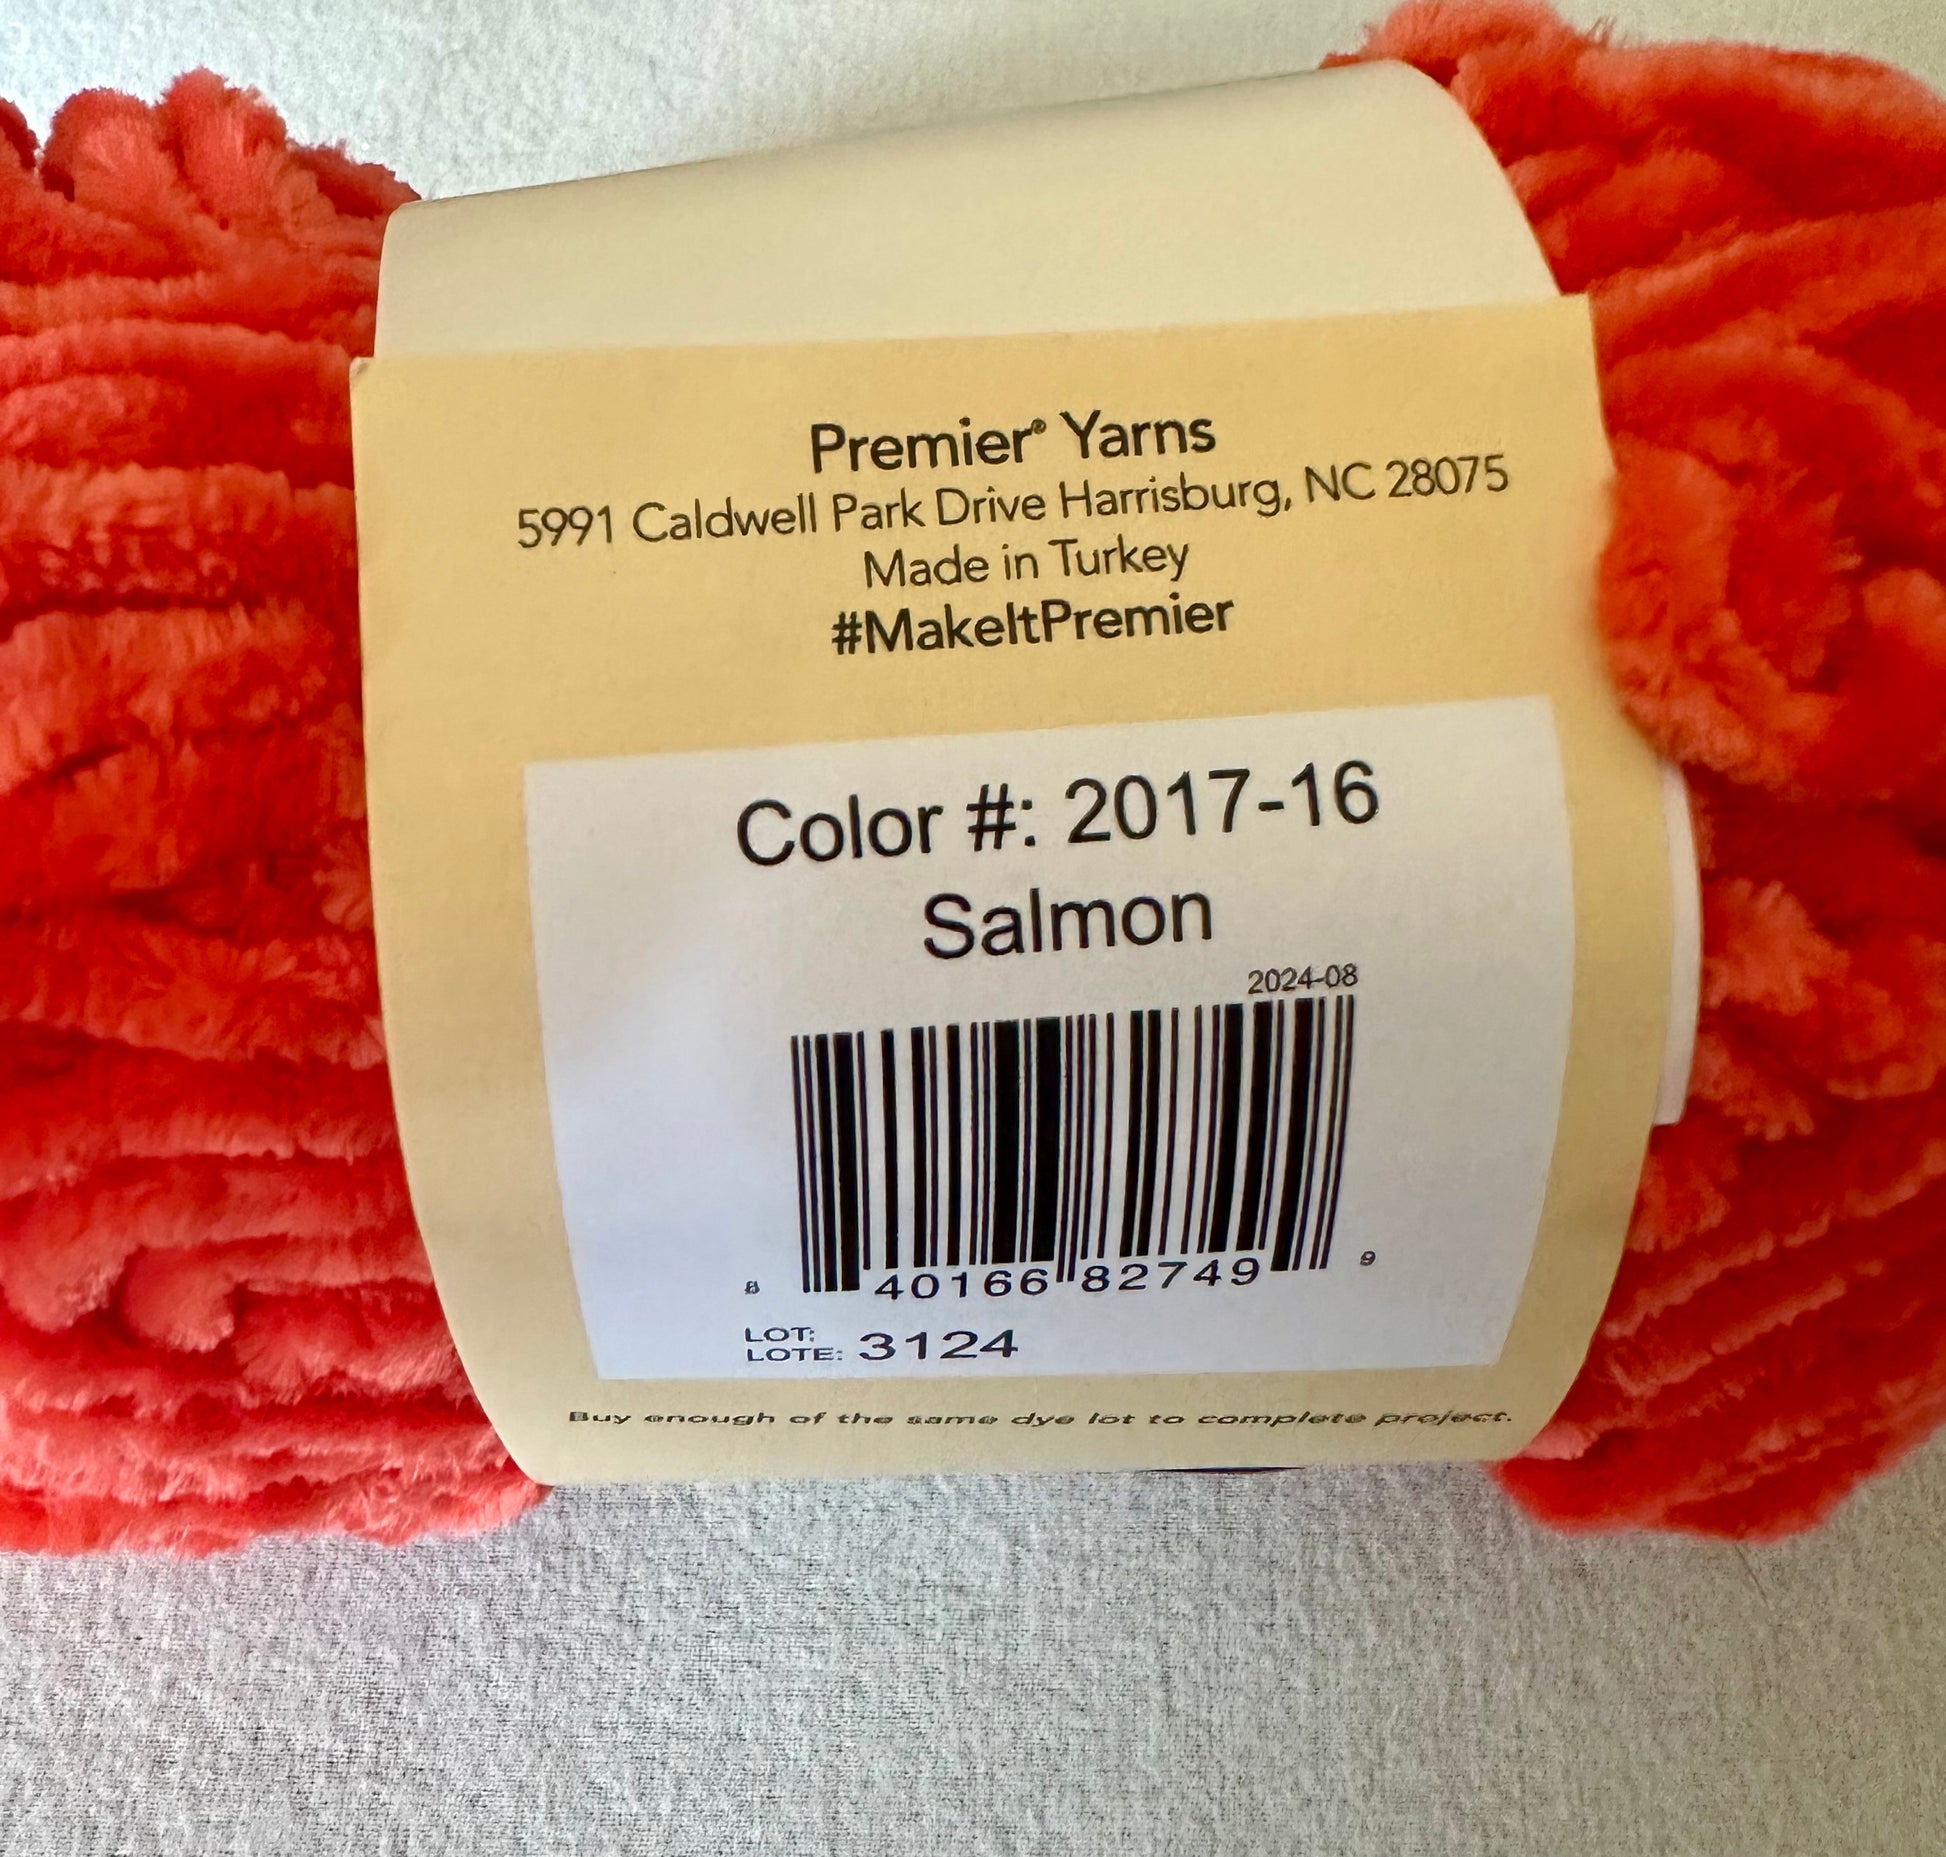 Premier® Yarns
5991 Caldwell Park Drive Harrisburg, NC 28075
Made in Turkey
#MakeItPremier
Color #: 2017-16
Salmon
2024-08
8 40166 82749 9
LOT:
LOTE: 3124
Buy enough of the same dye lot to complete project.